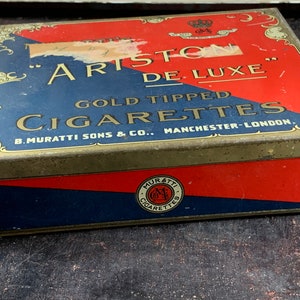 "ARISTON
DE-LUXE"
GOLD TIPPED
CIGARETTES
B. MURATTI SONS & CO., MANCHESTER-LONDON.
MURATTI
CIGARETTES